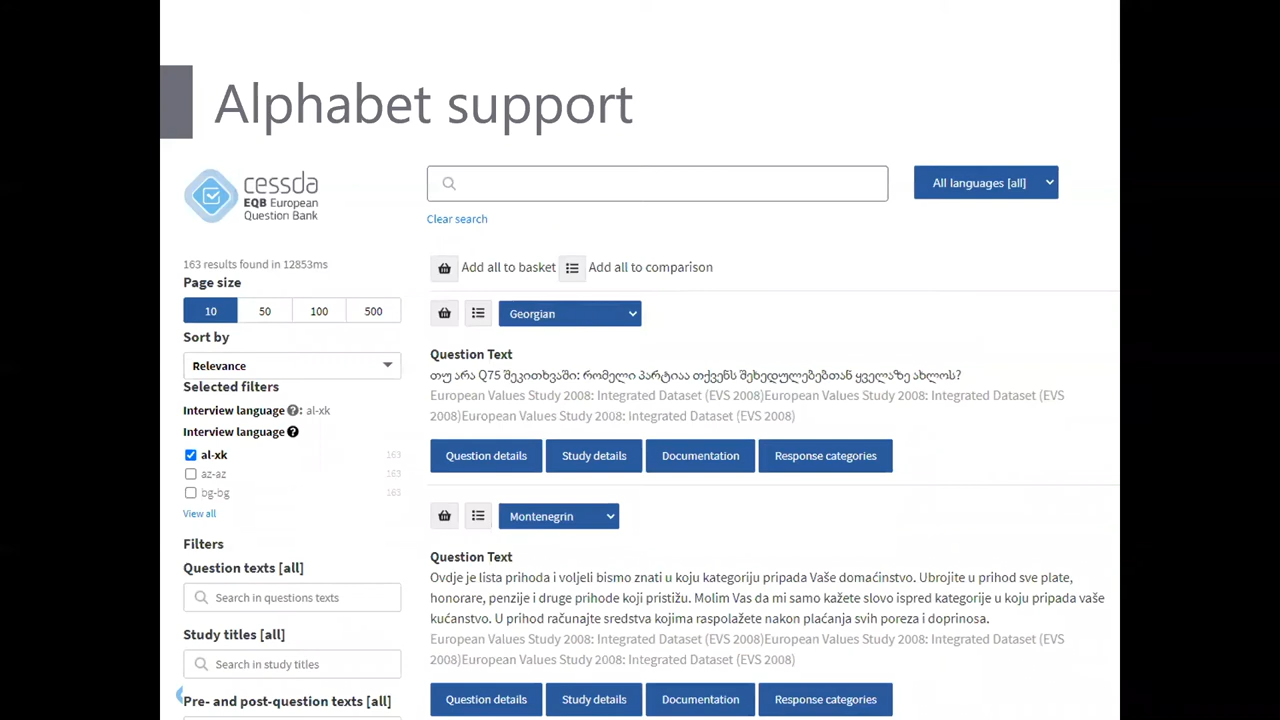 Alphabet support
cessda
EQB European
Question Bank
All languages [all]
Clear search
163 results found in 12853ms
Page size
10 50 100 500
Sort by
Relevance
Selected filters
Interview language ?: al-xk
Interview language ?
al-xk 163
az-az 163
bg-bg 163
View all
Filters
Question texts [all]
Search in questions texts
Study titles [all]
Search in study titles
Pre- and post-question texts [all]
Add all to basket Add all to comparison
Georgian
Question Text
თუ არა Q75 შეკითხვაში: რომელი პარტიაა თქვენს შეხედულებებთან ყველაზე ახლოს?
European Values Study 2008: Integrated Dataset (EVS 2008)European Values Study 2008: Integrated Dataset (EVS
2008)European Values Study 2008: Integrated Dataset (EVS 2008)
Question details Study details Documentation Response categories
Montenegrin
Question Text
Ovdje je lista prihoda i voljeli bismo znati u koju kategoriju pripada Vaše domaćinstvo. Ubrojite u prihod sve plate,
honorare, penzije i druge prihode koji pristižu. Molim Vas da mi samo kažete slovo ispred kategorije u koju pripada vaše
kućanstvo. U prihod računajte sredstva kojima raspolažete nakon plaćanja svih poreza i doprinosa.
European Values Study 2008: Integrated Dataset (EVS 2008)European Values Study 2008: Integrated Dataset (EVS
2008)European Values Study 2008: Integrated Dataset (EVS 2008)
Question details Study details Documentation Response categories